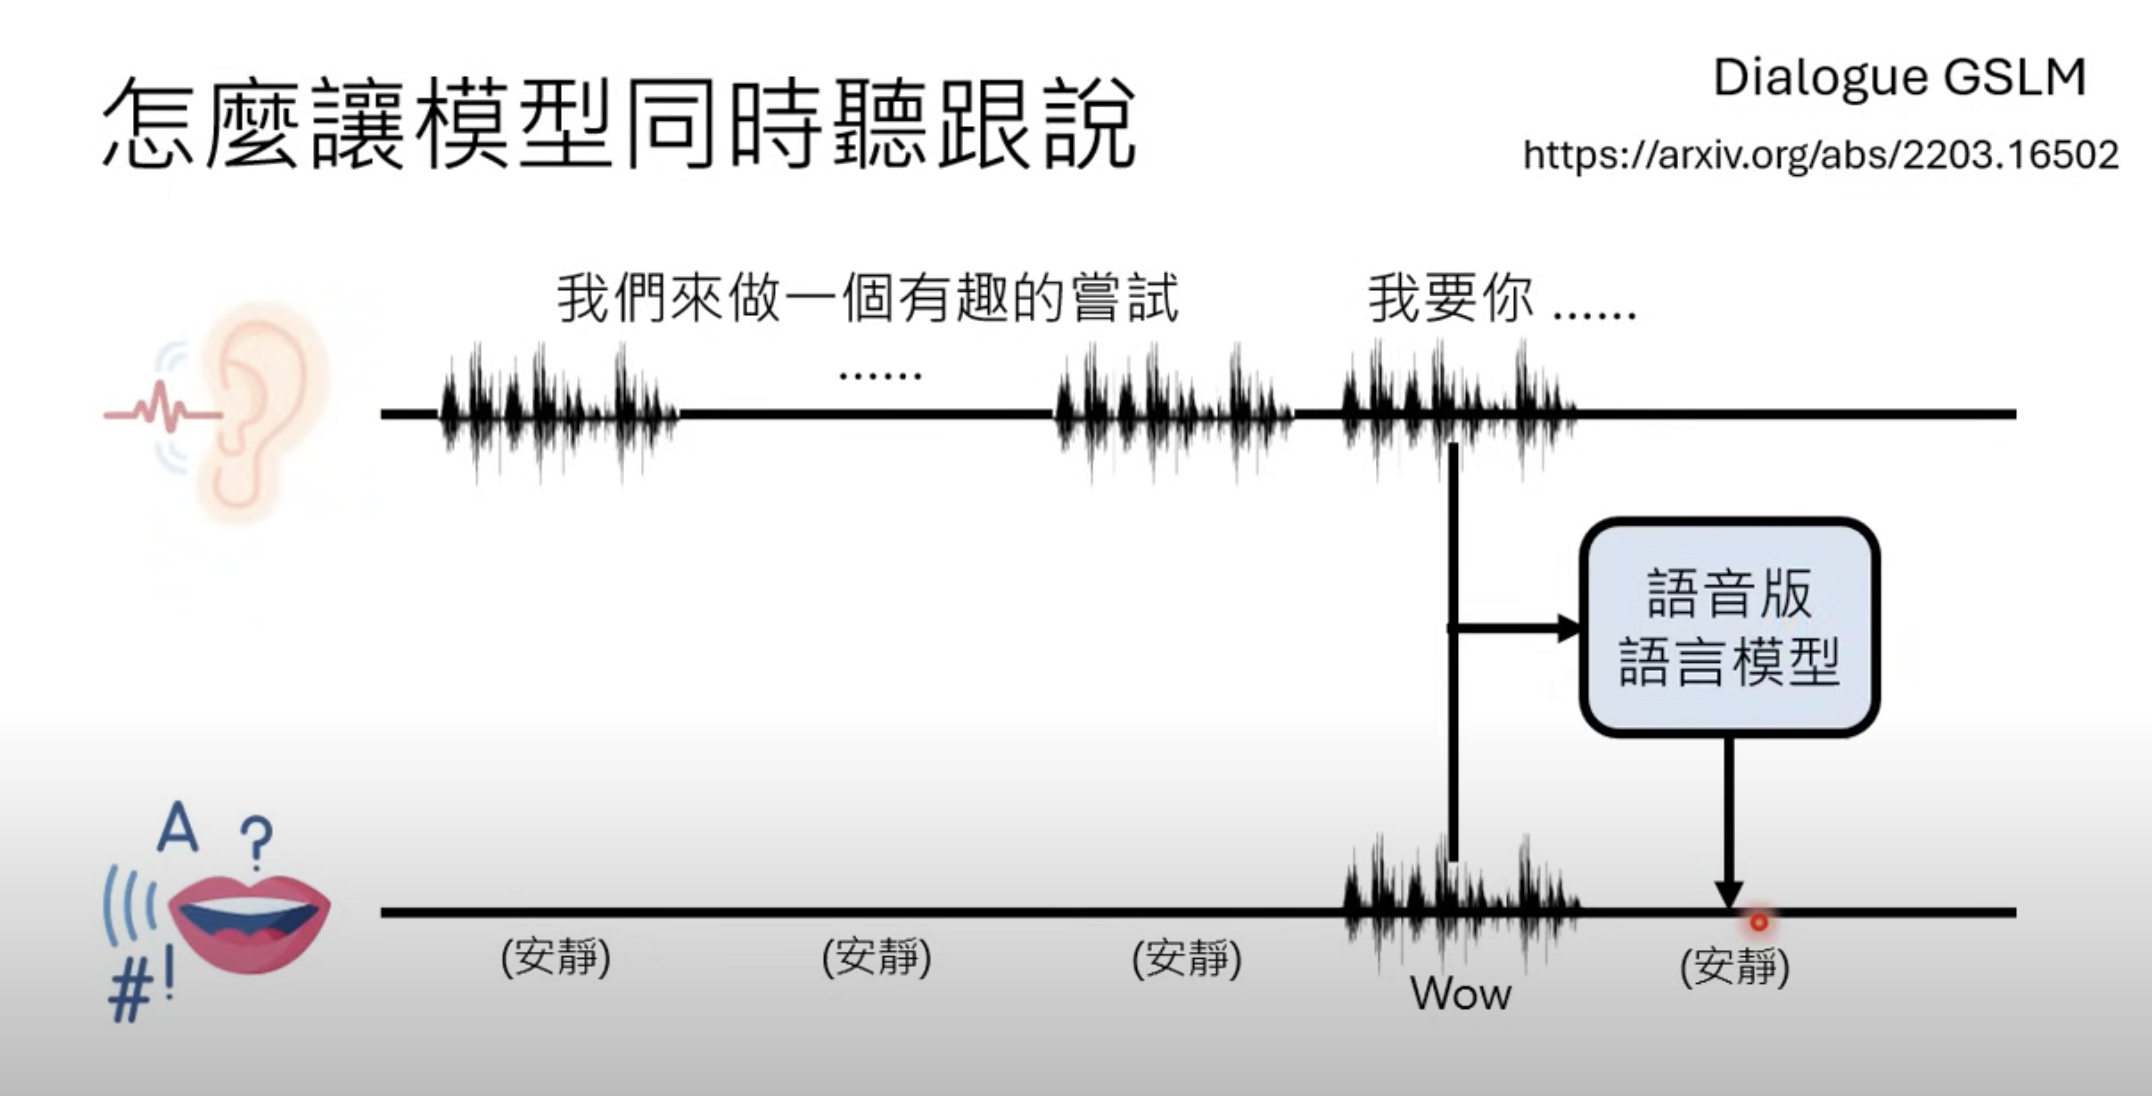 怎麼讓模型同時聽跟說
Dialogue GSLM
https://arxiv.org/abs/2203.16502
我們來做一個有趣的嘗試
......
我要你 ......
語音版
語言模型
A ?
#!
(安靜)
(安靜)
(安靜)
Wow
(安靜)